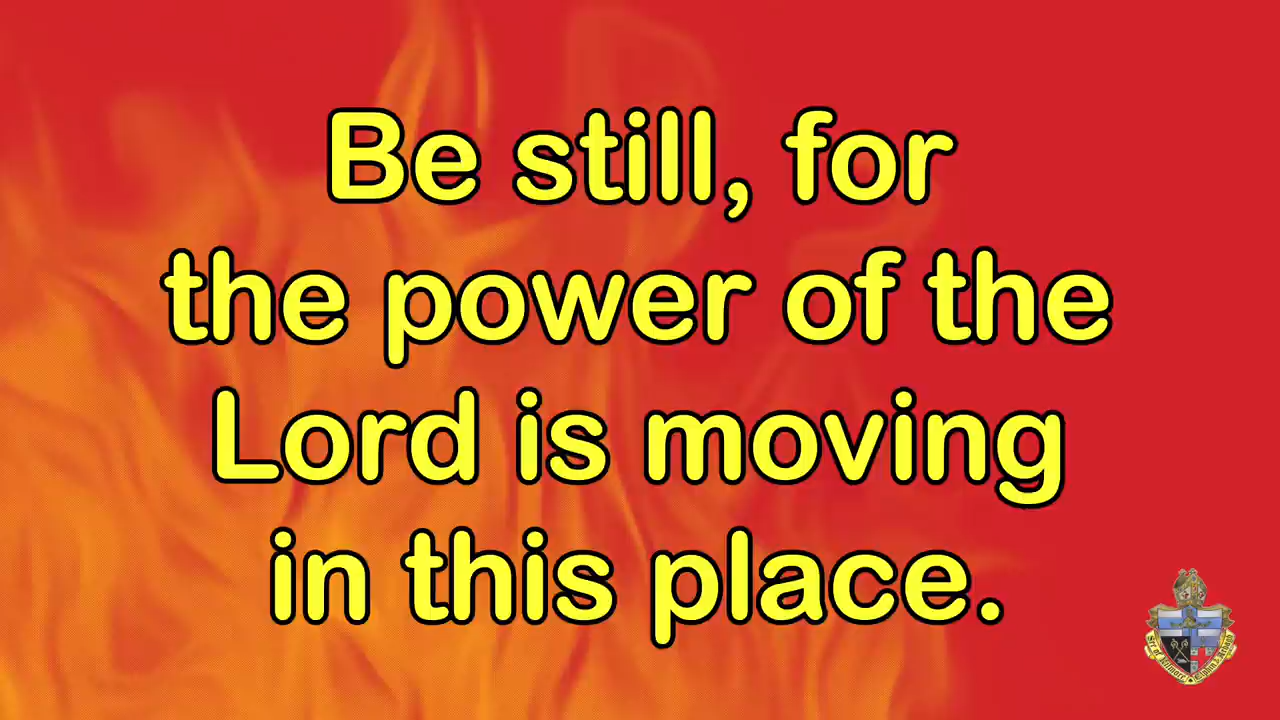 Be still, for
the power of the
Lord is moving
in this place.